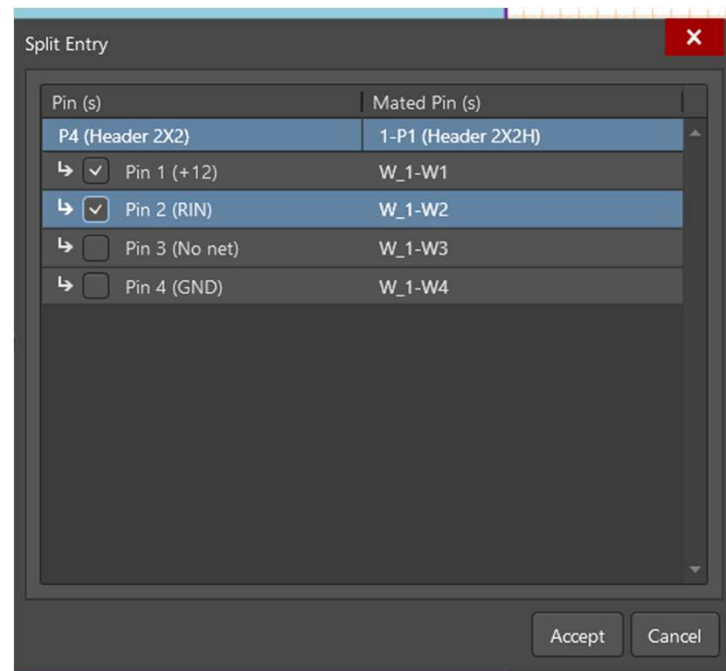 Split Entry
Pin (s) Mated Pin (s)
P4 (Header 2X2) 1-P1 (Header 2X2H)
Pin 1 (+12) W_1-W1
Pin 2 (RIN) W_1-W2
Pin 3 (No net) W_1-W3
Pin 4 (GND) W_1-W4
Accept Cancel